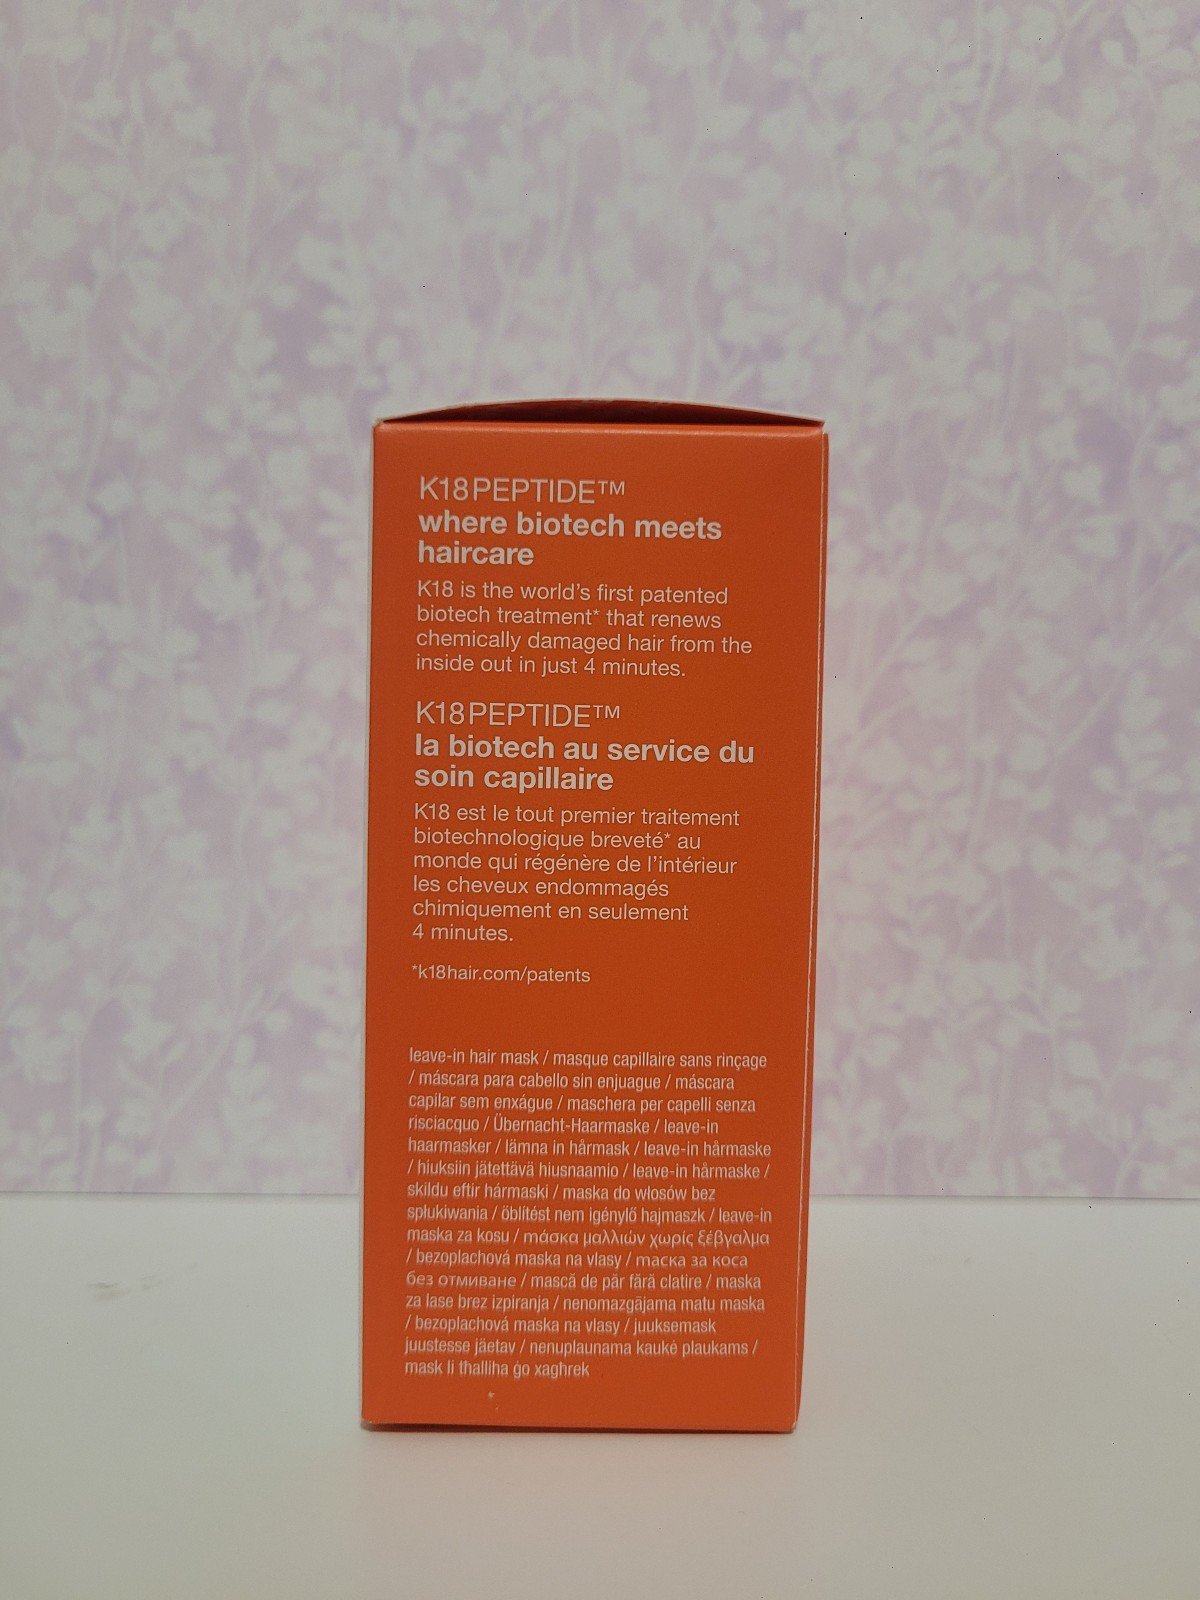 K18PEPTIDE™
where biotech meets
haircare
K18 is the world's first patented
biotech treatment* that renews
chemically damaged hair from the
inside out in just 4 minutes.
K18PEPTIDE™
la biotech au service du
soin capillaire
K18 est le tout premier traitement
biotechnologique breveté* au
monde qui régénère de l'intérieur
les cheveux endommagés
chimiquement en seulement
4 minutes.
*k18hair.com/patents
leave-in hair mask / masque capillaire sans rinçage
/ máscara para cabello sin enjuague / máscara
capilar sem enxágue / maschera per capelli senza
risciacquo / Übernacht-Haarmaske / leave-in
haarmasker / lämna in hårmask / leave-in hårmaske
/ hiuksiin jätettävä hiusnaamio / leave-in hårmaske /
skildu eftir hármaski / maska do włosów bez
spłukiwania / öblítést nem igénylő hajmaszk / leave-in
maska za kosu / μάσκα μαλλιών χωρίς ξέβγαλμα
/ bezoplachová maska na vlasy / маска за коса
без отмиване / mască de păr fără clatire / maska
za lase brez izpiranja / nenomazgājama matu maska
/ bezoplachová maska na vlasy / juuksemask
juustesse jäetav / nenuplaunama kaukė plaukams /
mask li tħalliha ġo xagħrek